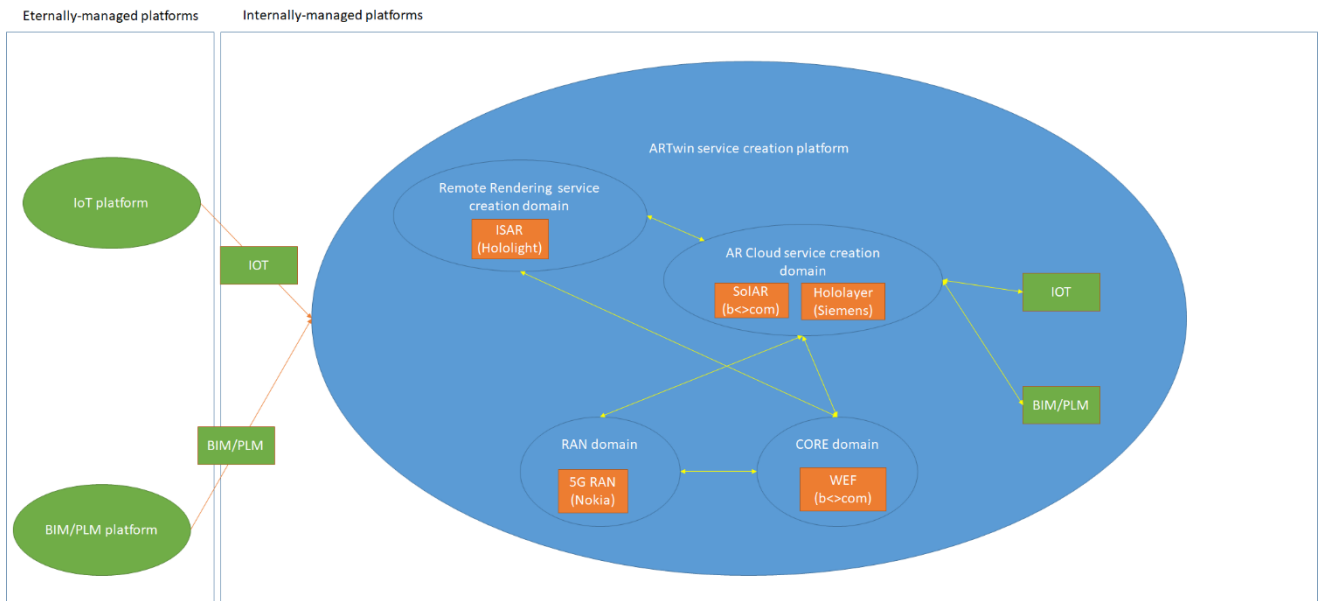 Eternally-managed platforms
Internally-managed platforms
ARTwin service creation platform
IoT platform
IOT
Remote Rendering service
creation domain
ISAR
(Hololight)
AR Cloud service creation
domain
SolAR
(b<>com)
Hololayer
(Siemens)
IOT
BIM/PLM
BIM/PLM
RAN domain
5G RAN
(Nokia)
CORE domain
WEF
(b<>com)
BIM/PLM platform